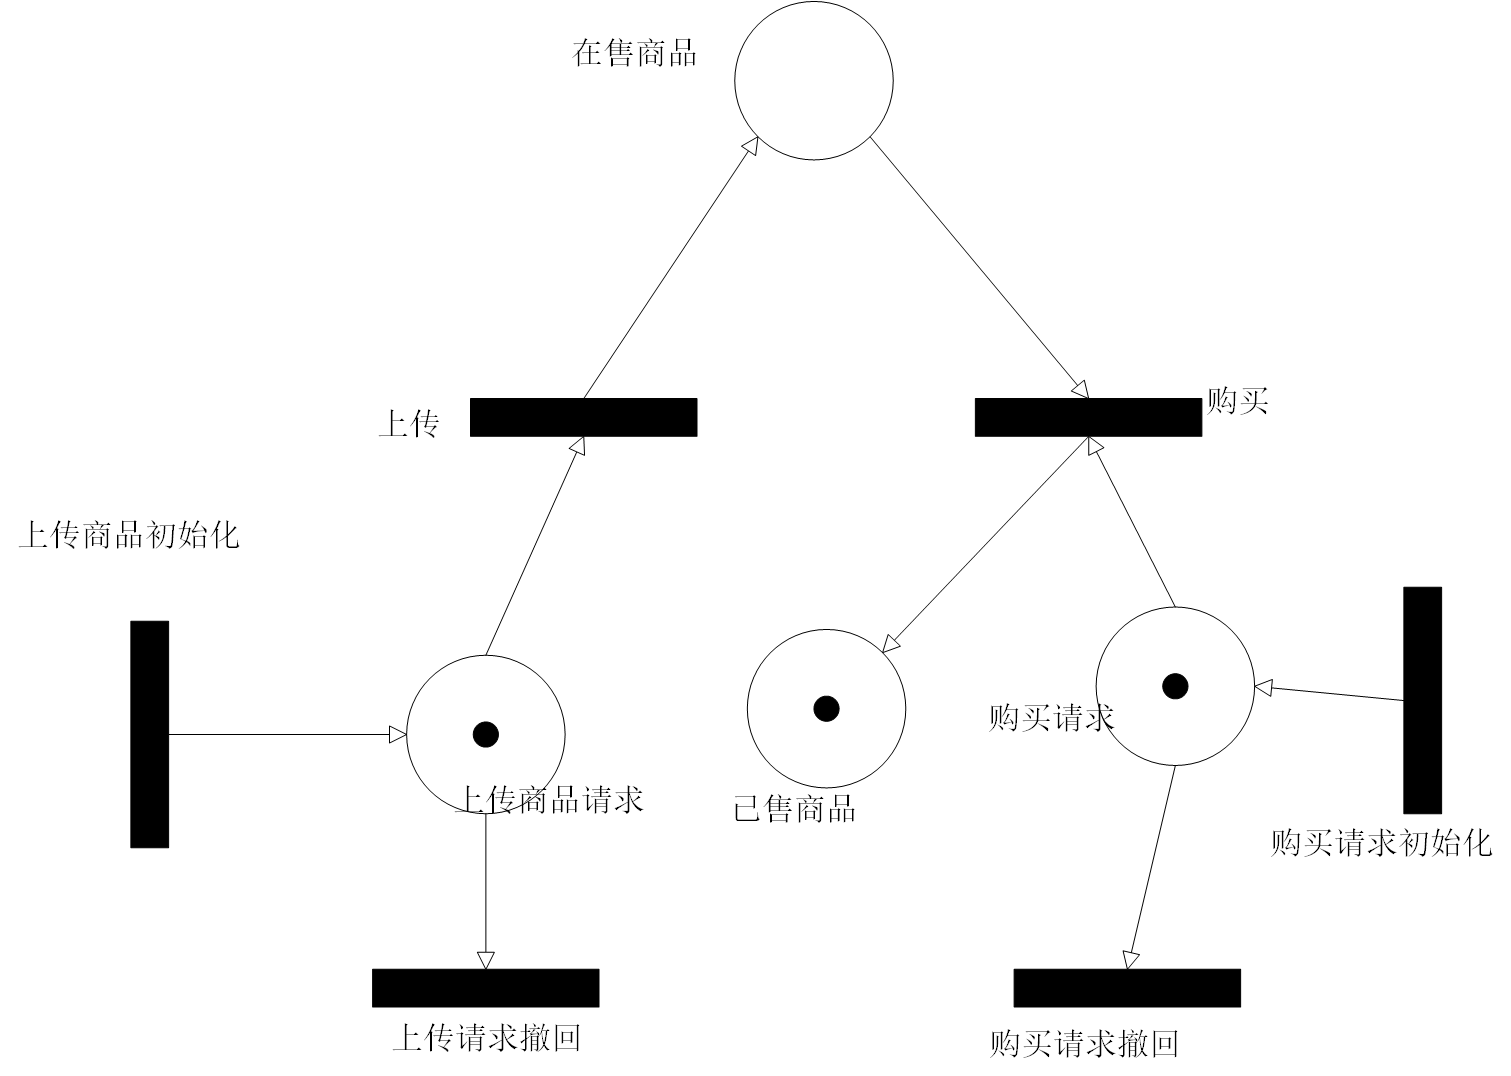 在售商品
购买
上传
上传商品初始化
购买请求
上传商品请求
已售商品
购买请求初始化
上传请求撤回
购买请求撤回